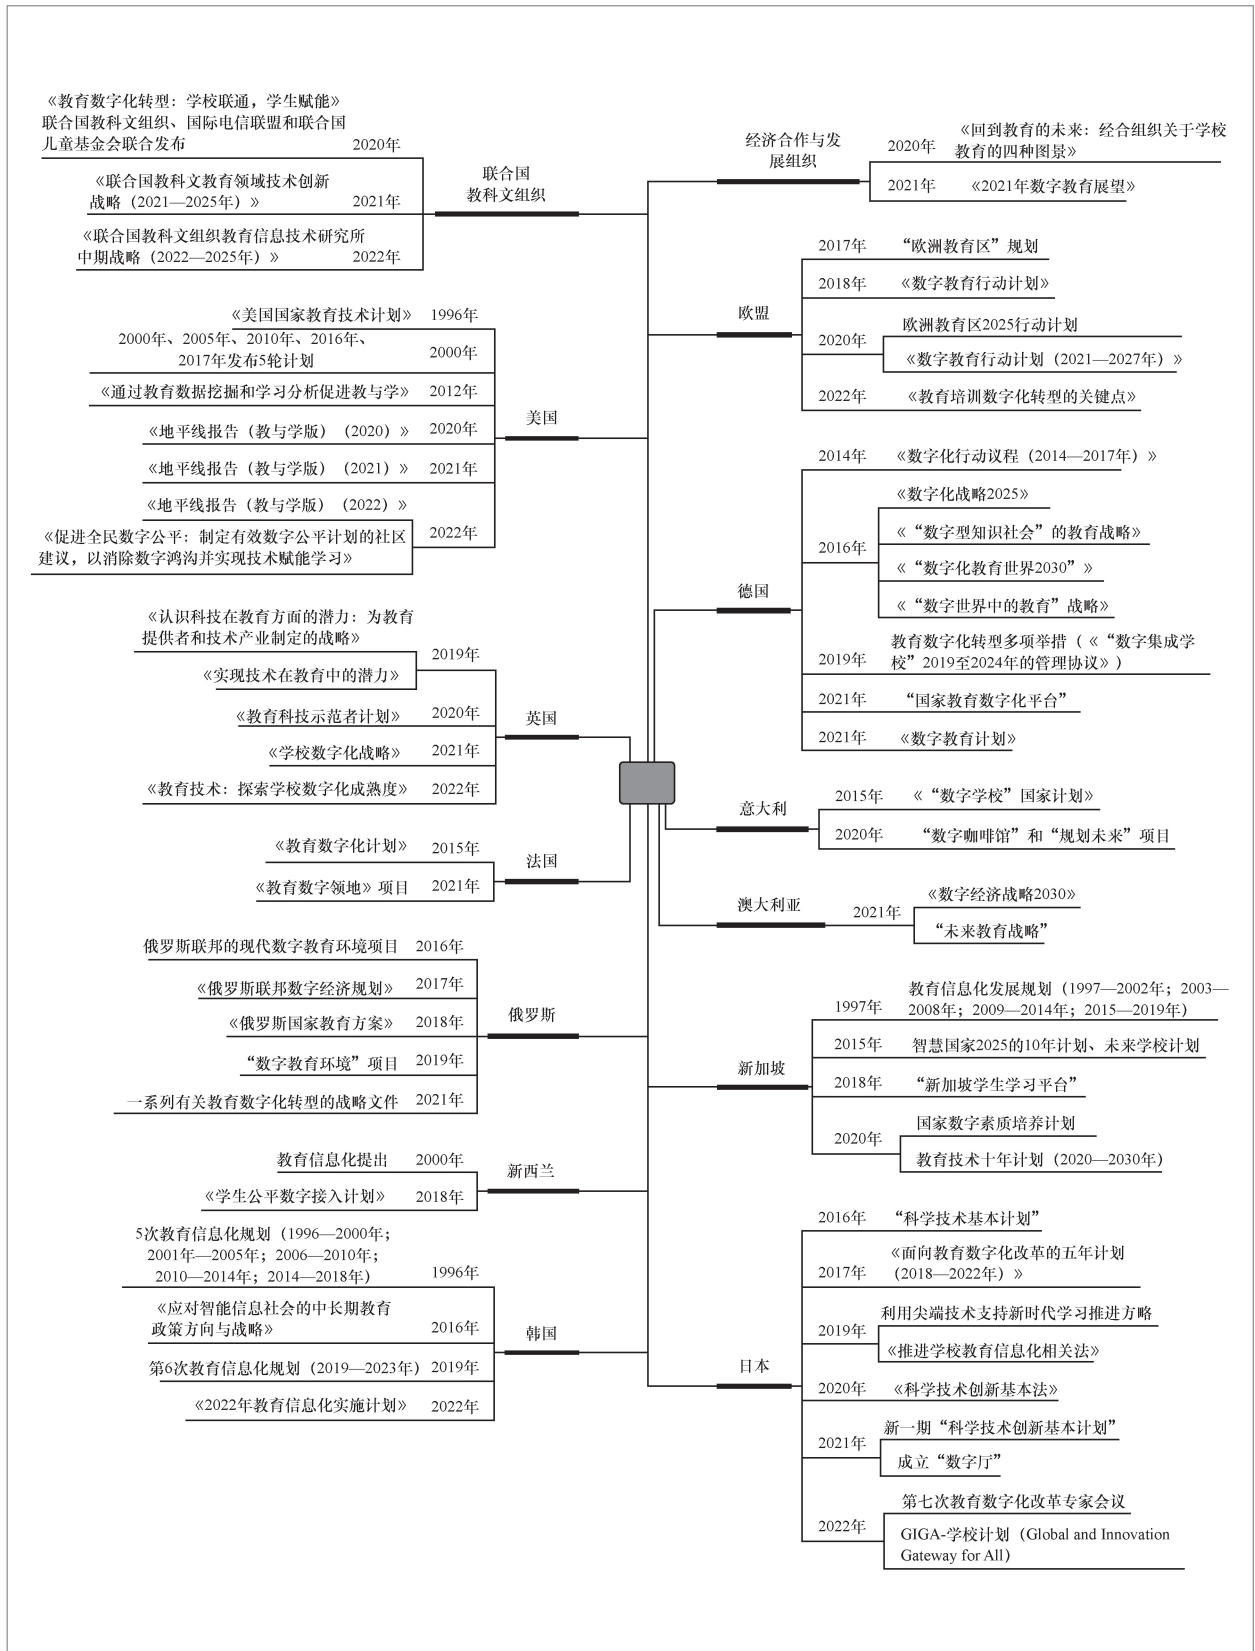 《教育数字化转型：学校联通，学生赋能》
联合国教科文组织、国际电信联盟和联合国
儿童基金会联合发布
2020年
《联合国教科文教育领域技术创新
战略（2021—2025年）》
2021年
《联合国教科文组织教育信息技术研究所
中期战略（2022—2025年）》
2022年
联合国
教科文组织
《美国国家教育技术计划》
1996年
2000年、2005年、2010年、2016年、
2017年发布5轮计划
2000年
《通过教育数据挖掘和学习分析促进教与学》
2012年
《地平线报告（教与学版）（2020）》
2020年
《地平线报告（教与学版）（2021）》
2021年
《地平线报告（教与学版）（2022）》
《促进全民数字公平：制定有效数字公平计划的社区
建议，以消除数字鸿沟并实现技术赋能学习》
2022年
美国
《认识科技在教育方面的潜力：为教育
提供者和技术产业制定的战略》
《实现技术在教育中的潜力》
2019年
《教育科技示范者计划》
2020年
《学校数字化战略》
2021年
《教育技术：探索学校数字化成熟度》
2022年
英国
《教育数字化计划》
2015年
《教育数字领地》项目
2021年
法国
俄罗斯联邦的现代数字教育环境项目
2016年
《俄罗斯联邦数字经济规划》
2017年
《俄罗斯国家教育方案》
2018年
“数字教育环境”项目
2019年
一系列有关教育数字化转型的战略文件
2021年
俄罗斯
教育信息化提出
2000年
《学生公平数字接入计划》
2018年
新西兰
5次教育信息化规划（1996—2000年；
2001年—2005年；2006—2010年；
2010—2014年；2014—2018年）
1996年
《应对智能信息社会的中长期教育
政策方向与战略》
2016年
第6次教育信息化规划（2019—2023年）
2019年
《2022年教育信息化实施计划》
2022年
韩国
经济合作与发
展组织
2020年
《回到教育的未来：经合组织关于学校
教育的四种图景》
2021年
《2021年数字教育展望》
欧盟
2017年
“欧洲教育区”规划
2018年
《数字教育行动计划》
2020年
欧洲教育区2025行动计划
《数字教育行动计划（2021—2027年）》
2022年
《教育培训数字化转型的关键点》
德国
2014年
《数字化行动议程（2014—2017年）》
2016年
《数字化战略2025》
《“数字型知识社会”的教育战略》
《“数字化教育世界2030”》
《“数字世界中的教育”战略》
2019年
教育数字化转型多项举措（《“数字集成学
校”2019至2024年的管理协议》）
2021年
“国家教育数字化平台”
2021年
《数字教育计划》
意大利
2015年
《“数字学校”国家计划》
2020年
“数字咖啡馆”和“规划未来”项目
澳大利亚
2021年
《数字经济战略2030》
“未来教育战略”
新加坡
1997年
教育信息化发展规划（1997—2002年；2003—
2008年；2009—2014年；2015—2019年）
2015年
智慧国家2025的10年计划、未来学校计划
2018年
“新加坡学生学习平台”
2020年
国家数字素质培养计划
教育技术十年计划（2020—2030年）
日本
2016年
“科学技术基本计划”
2017年
《面向教育数字化改革的五年计划
（2018—2022年）》
2019年
利用尖端技术支持新时代学习推进方略
《推进学校教育信息化相关法》
2020年
《科学技术创新基本法》
2021年
新一期“科学技术创新基本计划”
成立“数字厅”
2022年
第七次教育数字化改革专家会议
GIGA-学校计划（Global and Innovation
Gateway for All）